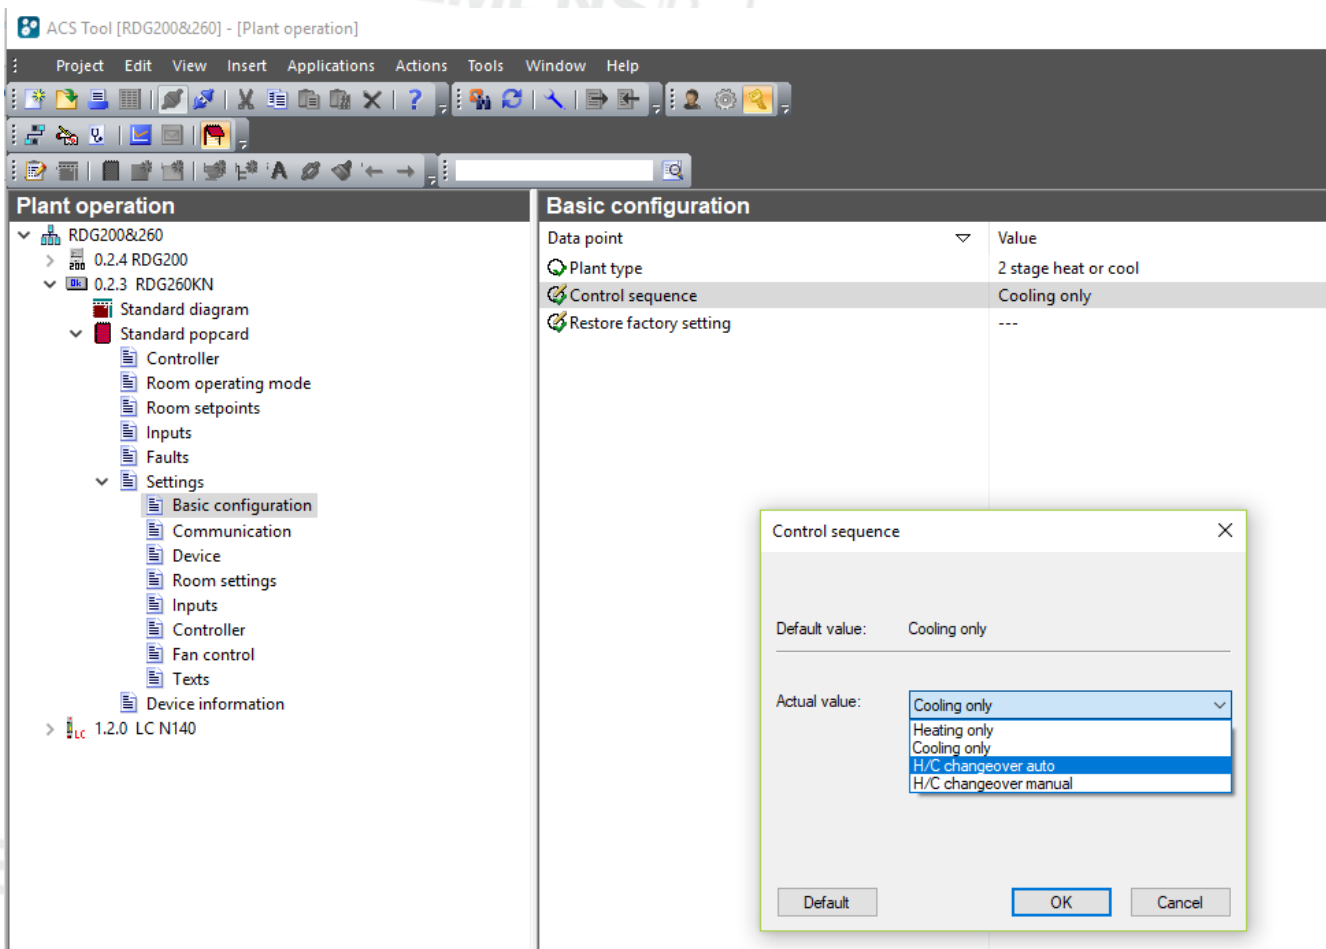 ACS Tool [RDG200&260] - [Plant operation]
Project Edit View Insert Applications Actions Tools Window Help
Plant operation
RDG200&260
0.2.4 RDG200
0.2.3 RDG260KN
Standard diagram
Standard popcard
Controller
Room operating mode
Room setpoints
Inputs
Faults
Settings
Basic configuration
Communication
Device
Room settings
Inputs
Controller
Fan control
Texts
Device information
1.2.0 LC N140
Basic configuration
Data point Value
Plant type 2 stage heat or cool
Control sequence Cooling only
Restore factory setting ---
Control sequence
Default value: Cooling only
Actual value: Cooling only
Heating only
Cooling only
H/C changeover auto
H/C changeover manual
Default OK Cancel